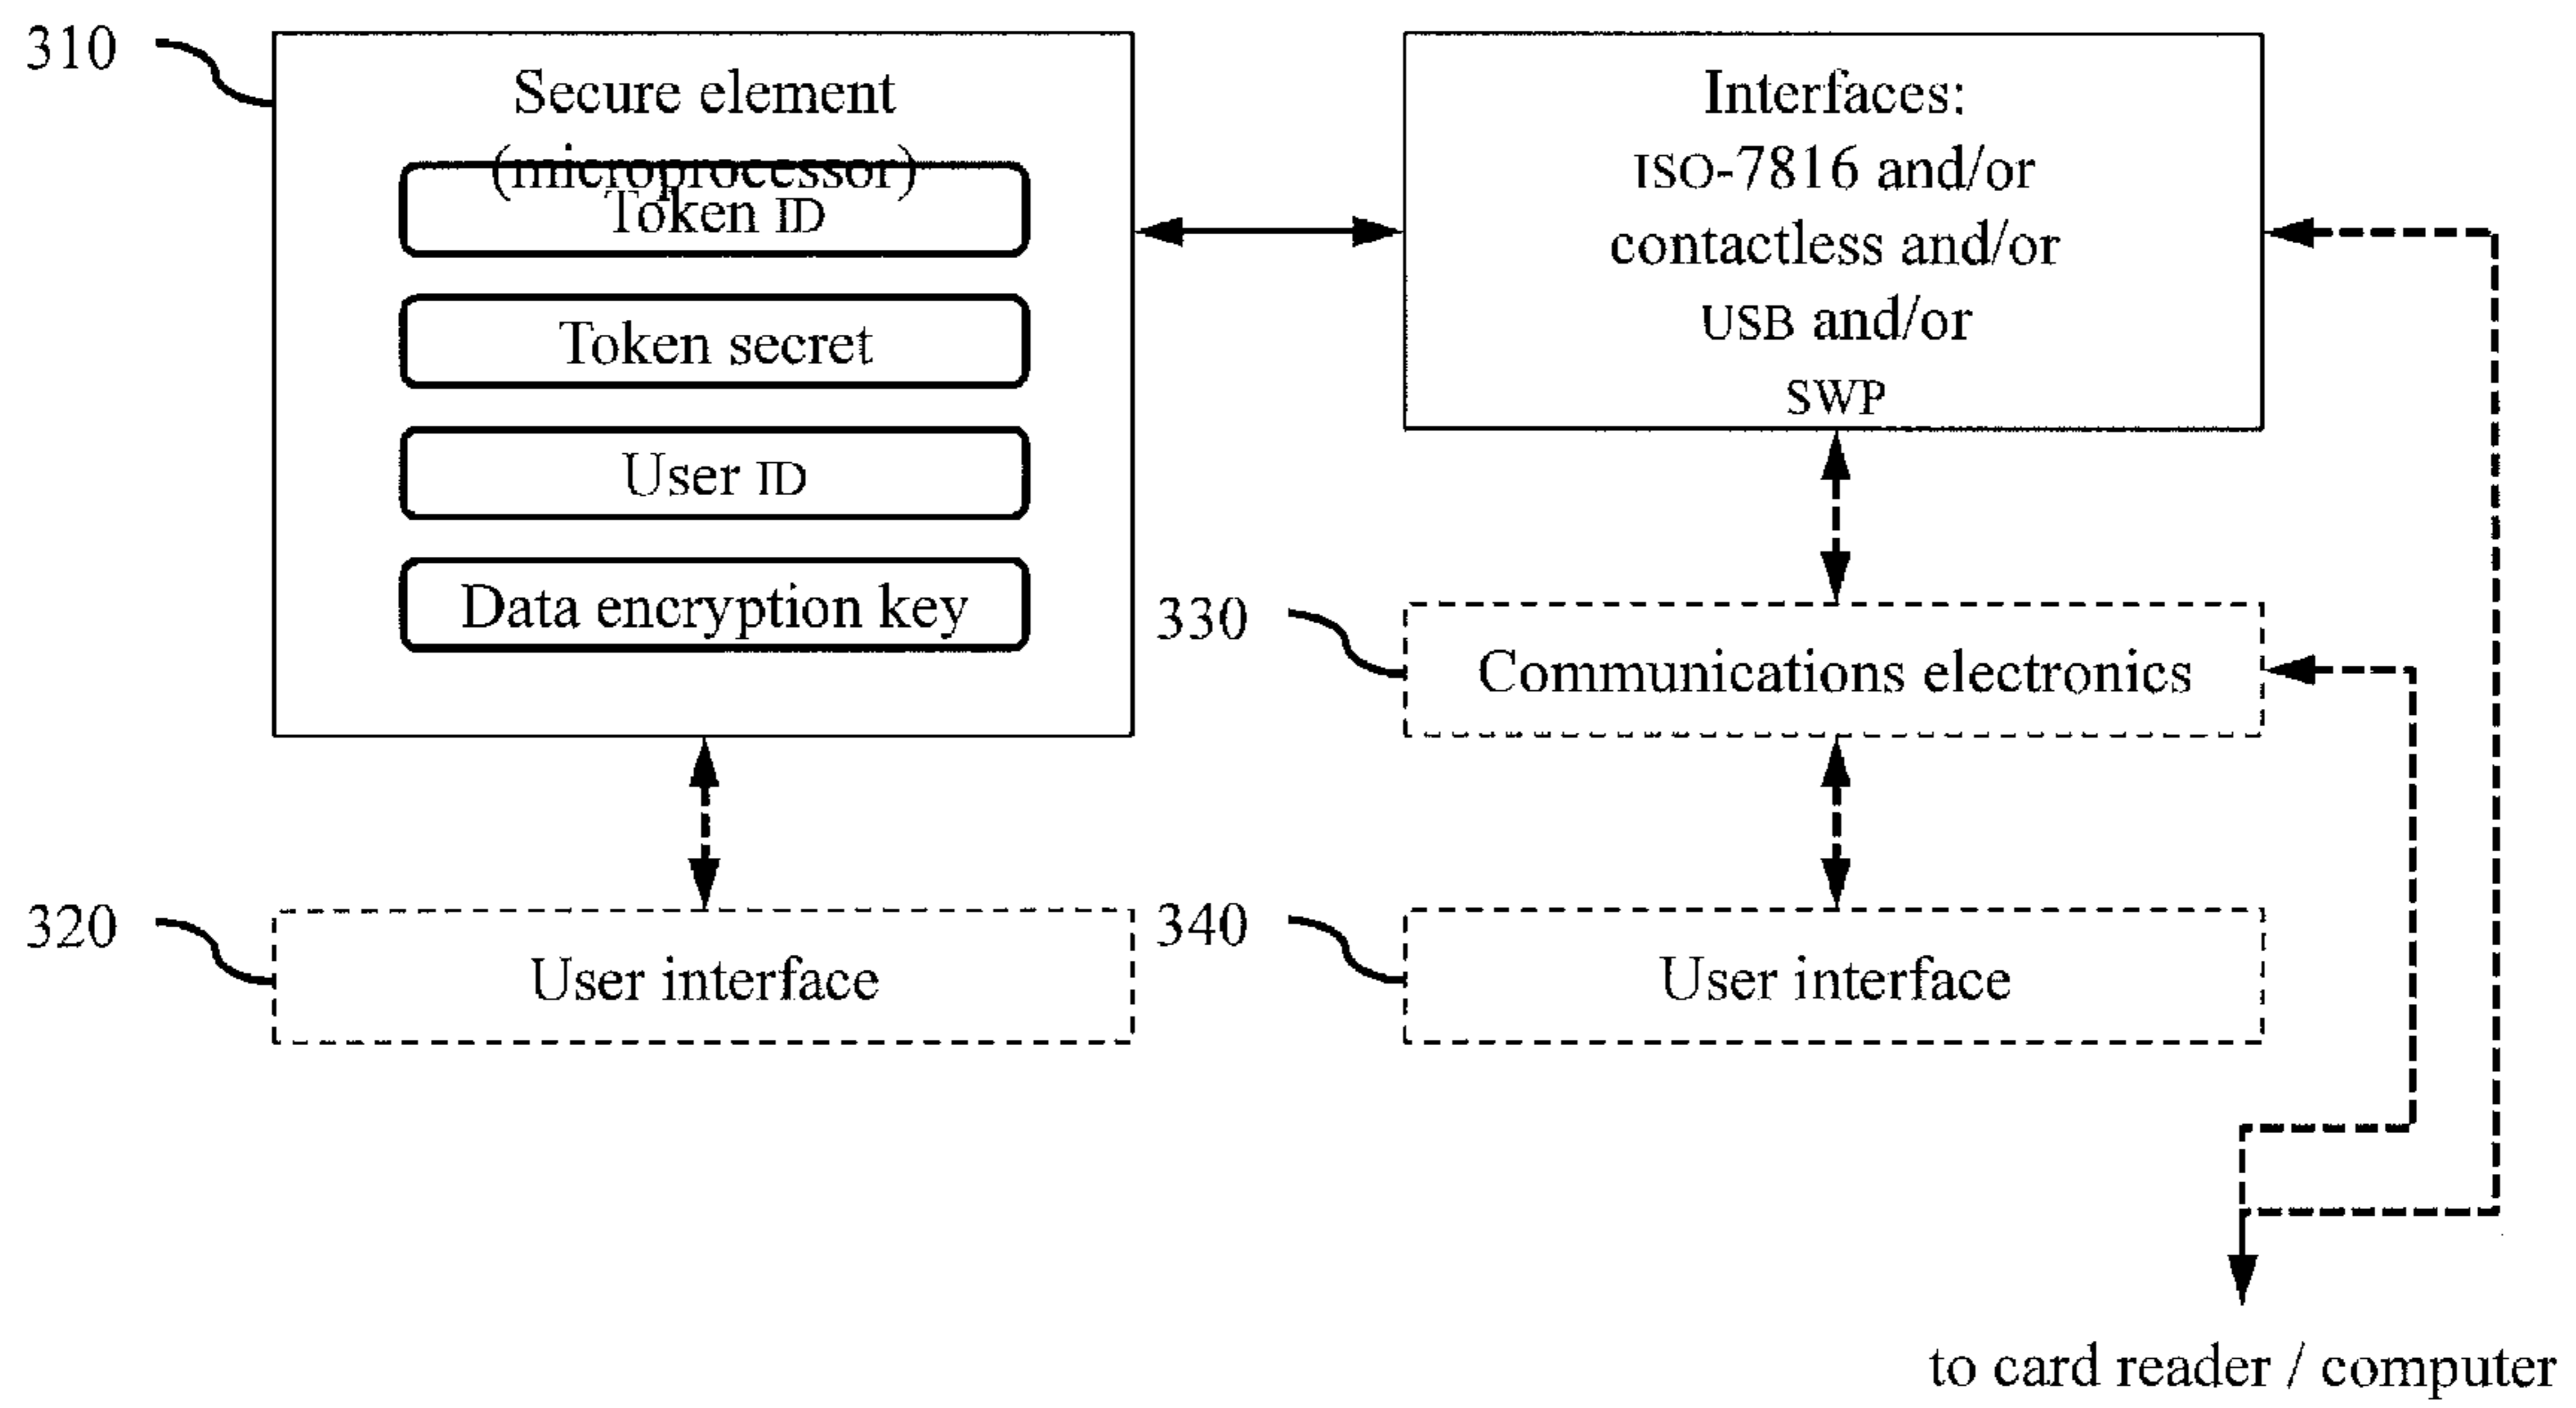 310
Secure element
(microprocessor)
Token ID
Token secret
User ID
Data encryption key
Interfaces:
ISO-7816 and/or
contactless and/or
USB and/or
SWP
330
Communications electronics
320
User interface
340
User interface
to card reader / computer